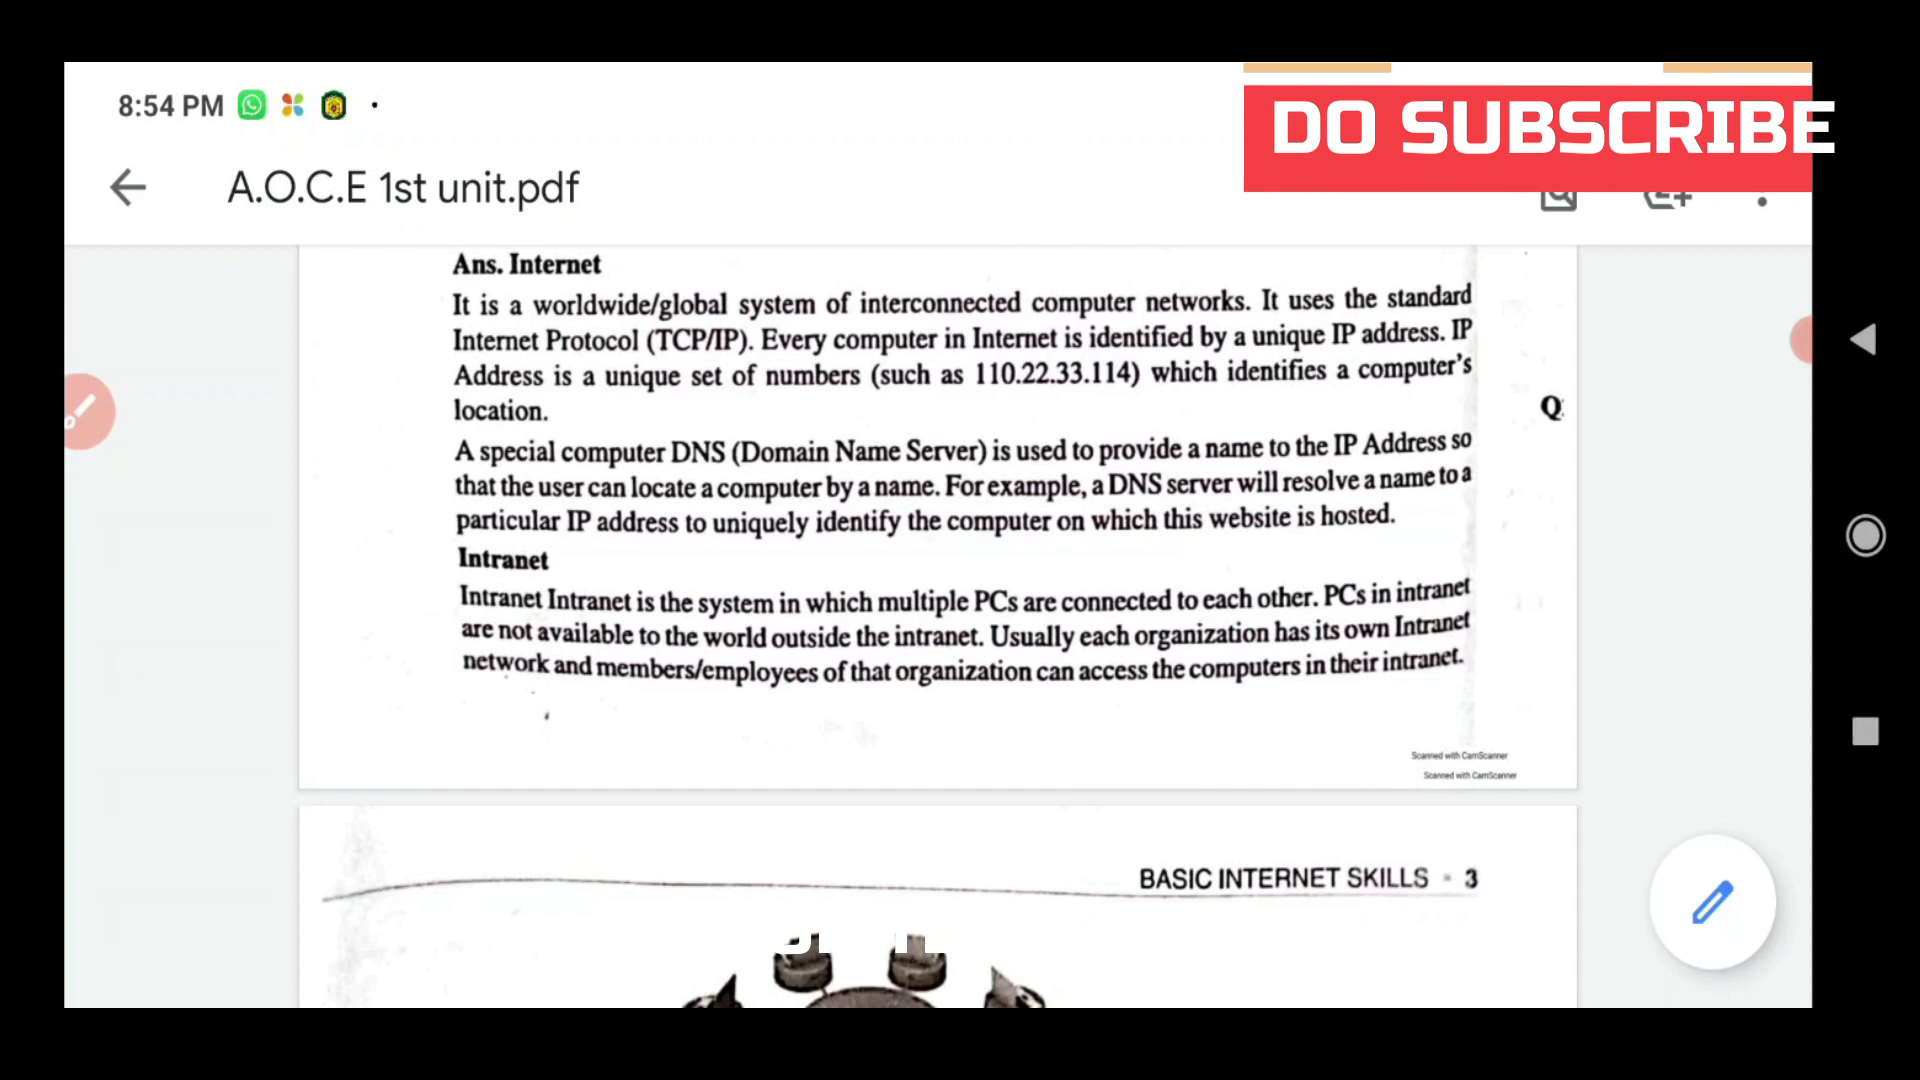 8:54 PM
DO SUBSCRIBE
A.O.C.E 1st unit.pdf
Ans. Internet
It is a worldwide/global system of interconnected computer networks. It uses the standard
Internet Protocol (TCP/IP). Every computer in Internet is identified by a unique IP address. IP
Address is a unique set of numbers (such as 110.22.33.114) which identifies a computer's
location.
Q
A special computer DNS (Domain Name Server) is used to provide a name to the IP Address so
that the user can locate a computer by a name. For example, a DNS server will resolve a name to a
particular IP address to uniquely identify the computer on which this website is hosted.
Intranet
Intranet Intranet is the system in which multiple PCs are connected to each other. PCs in intranet
are not available to the world outside the intranet. Usually each organization has its own Intranet
network and members/employees of that organization can access the computers in their intranet.
Scanned with CamScanner
Scanned with CamScanner
BASIC INTERNET SKILLS ▪ 3